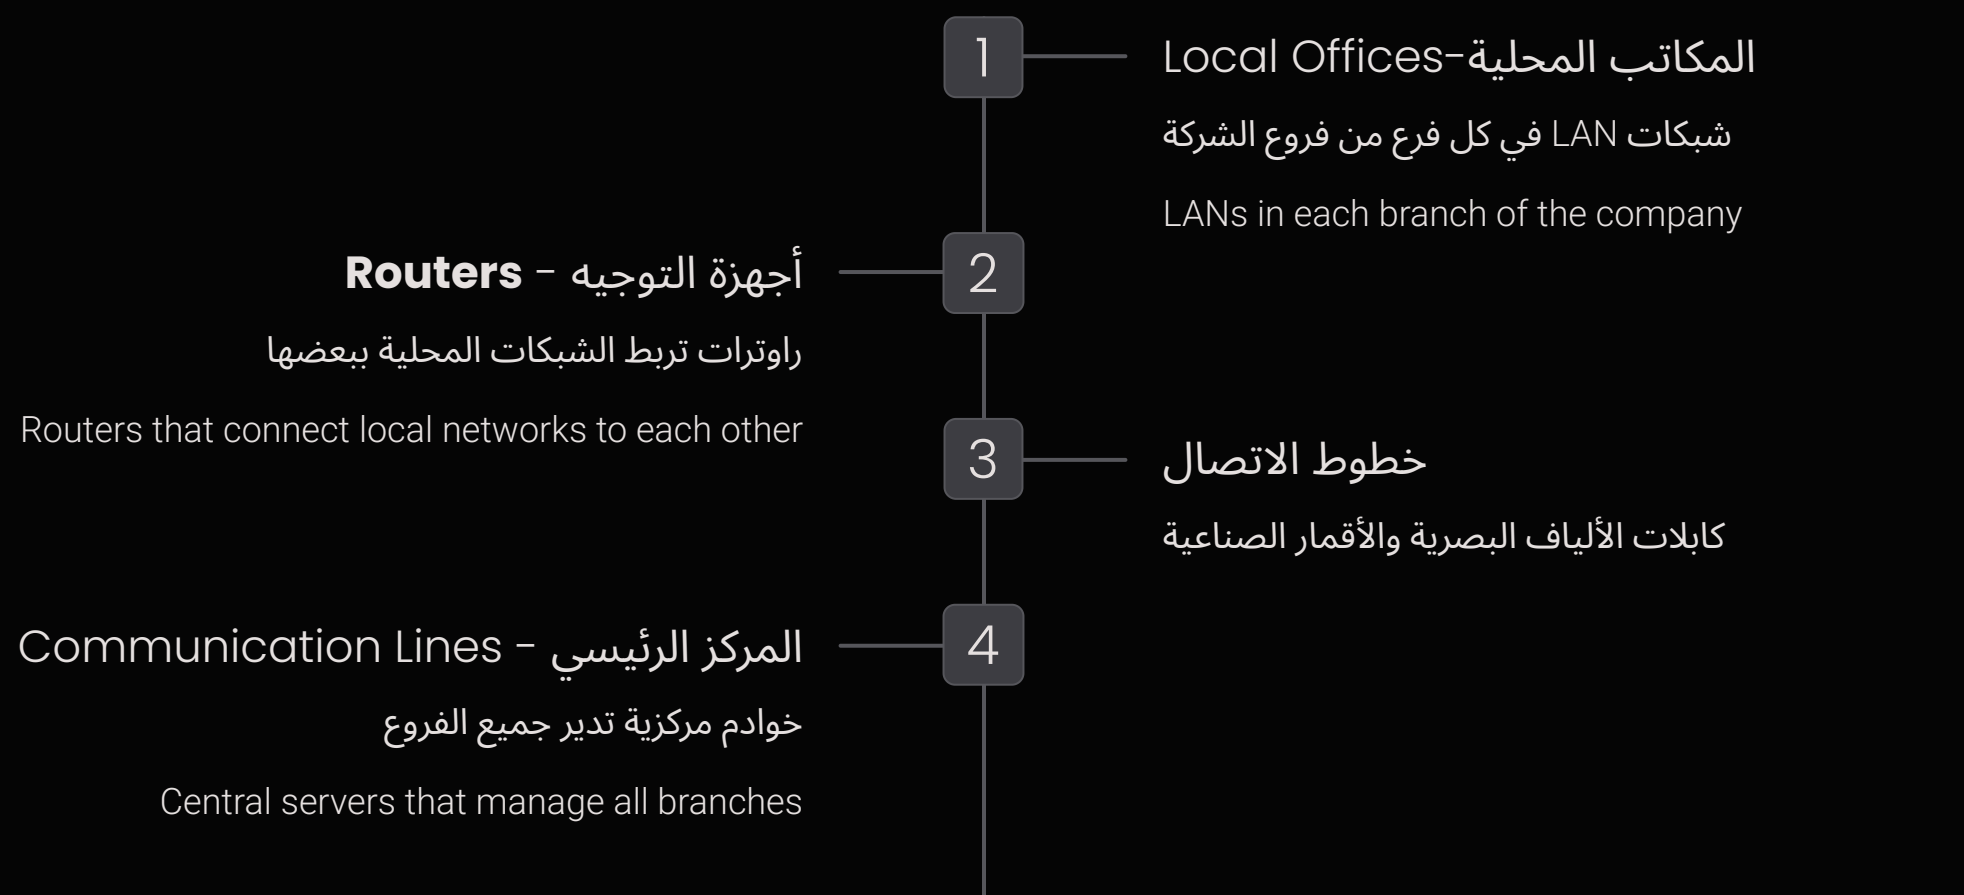 1
Local Offices-المكاتب المحلية
شبكات LAN في كل فرع من فروع الشركة
LANs in each branch of the company
2
أجهزة التوجيه - Routers
راوترات تربط الشبكات المحلية ببعضها
Routers that connect local networks to each other
3
خطوط الاتصال
كابلات الألياف البصرية والأقمار الصناعية
4
Communication Lines - المركز الرئيسي
خوادم مركزية تدير جميع الفروع
Central servers that manage all branches